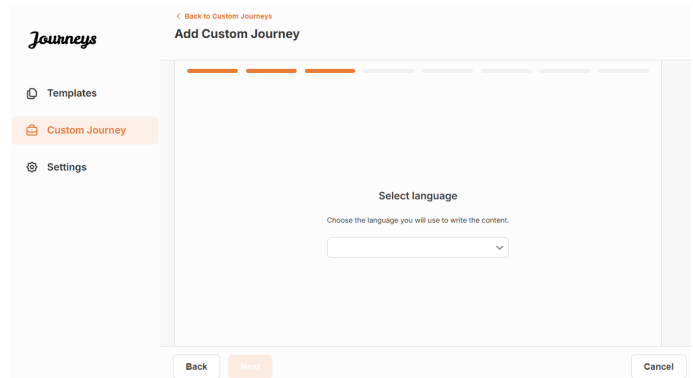 Journeys
Templates
Custom Journey
Settings
< Back to Custom Journeys
Add Custom Journey
Select language
Choose the language you will use to write the content.
Back
Next
Cancel